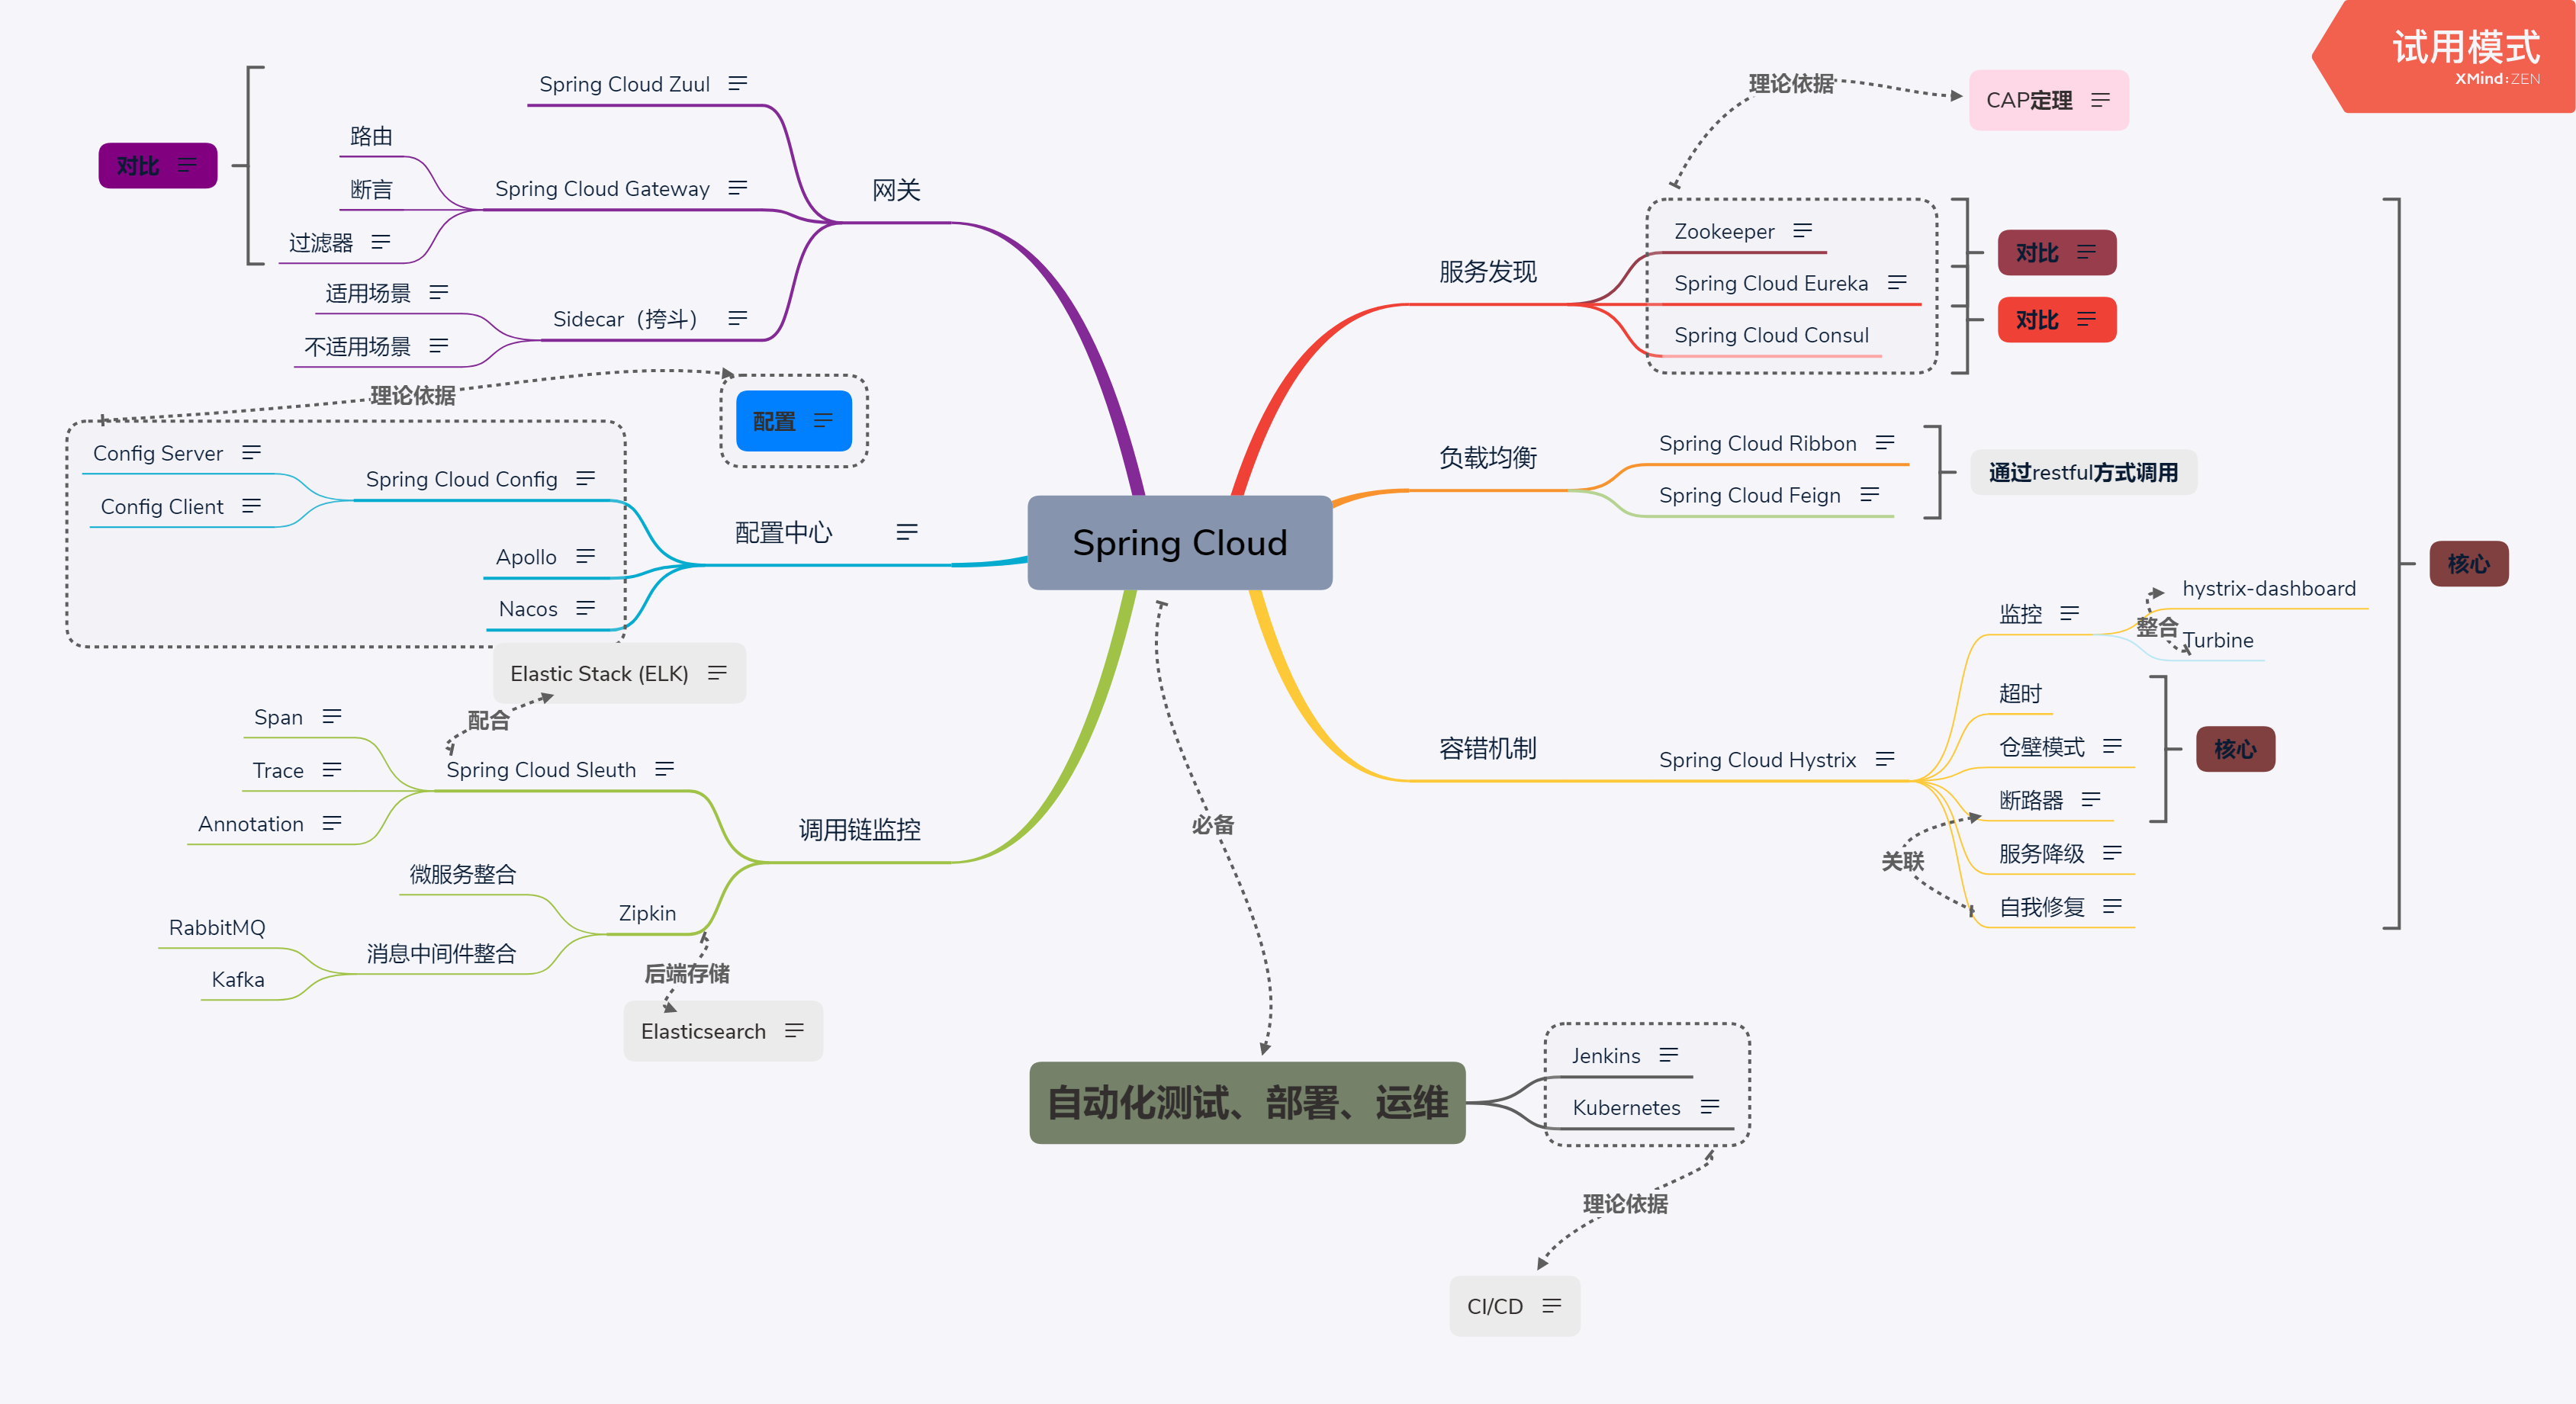 试用模式
XMind:ZEN
Spring Cloud
网关
Spring Cloud Zuul
Spring Cloud Gateway
路由
断言
过滤器
对比
Sidecar（挎斗）
适用场景
不适用场景
配置中心
理论依据
配置
Spring Cloud Config
Config Server
Config Client
Apollo
Nacos
调用链监控
Elastic Stack (ELK)
配合
Spring Cloud Sleuth
Span
Trace
Annotation
Zipkin
微服务整合
消息中间件整合
RabbitMQ
Kafka
后端存储
Elasticsearch
服务发现
理论依据
CAP定理
Zookeeper
Spring Cloud Eureka
Spring Cloud Consul
对比
对比
负载均衡
Spring Cloud Ribbon
Spring Cloud Feign
通过restful方式调用
容错机制
Spring Cloud Hystrix
监控
hystrix-dashboard
整合
Turbine
超时
仓壁模式
断路器
核心
服务降级
自我修复
关联
核心
必备
自动化测试、部署、运维
Jenkins
Kubernetes
理论依据
CI/CD